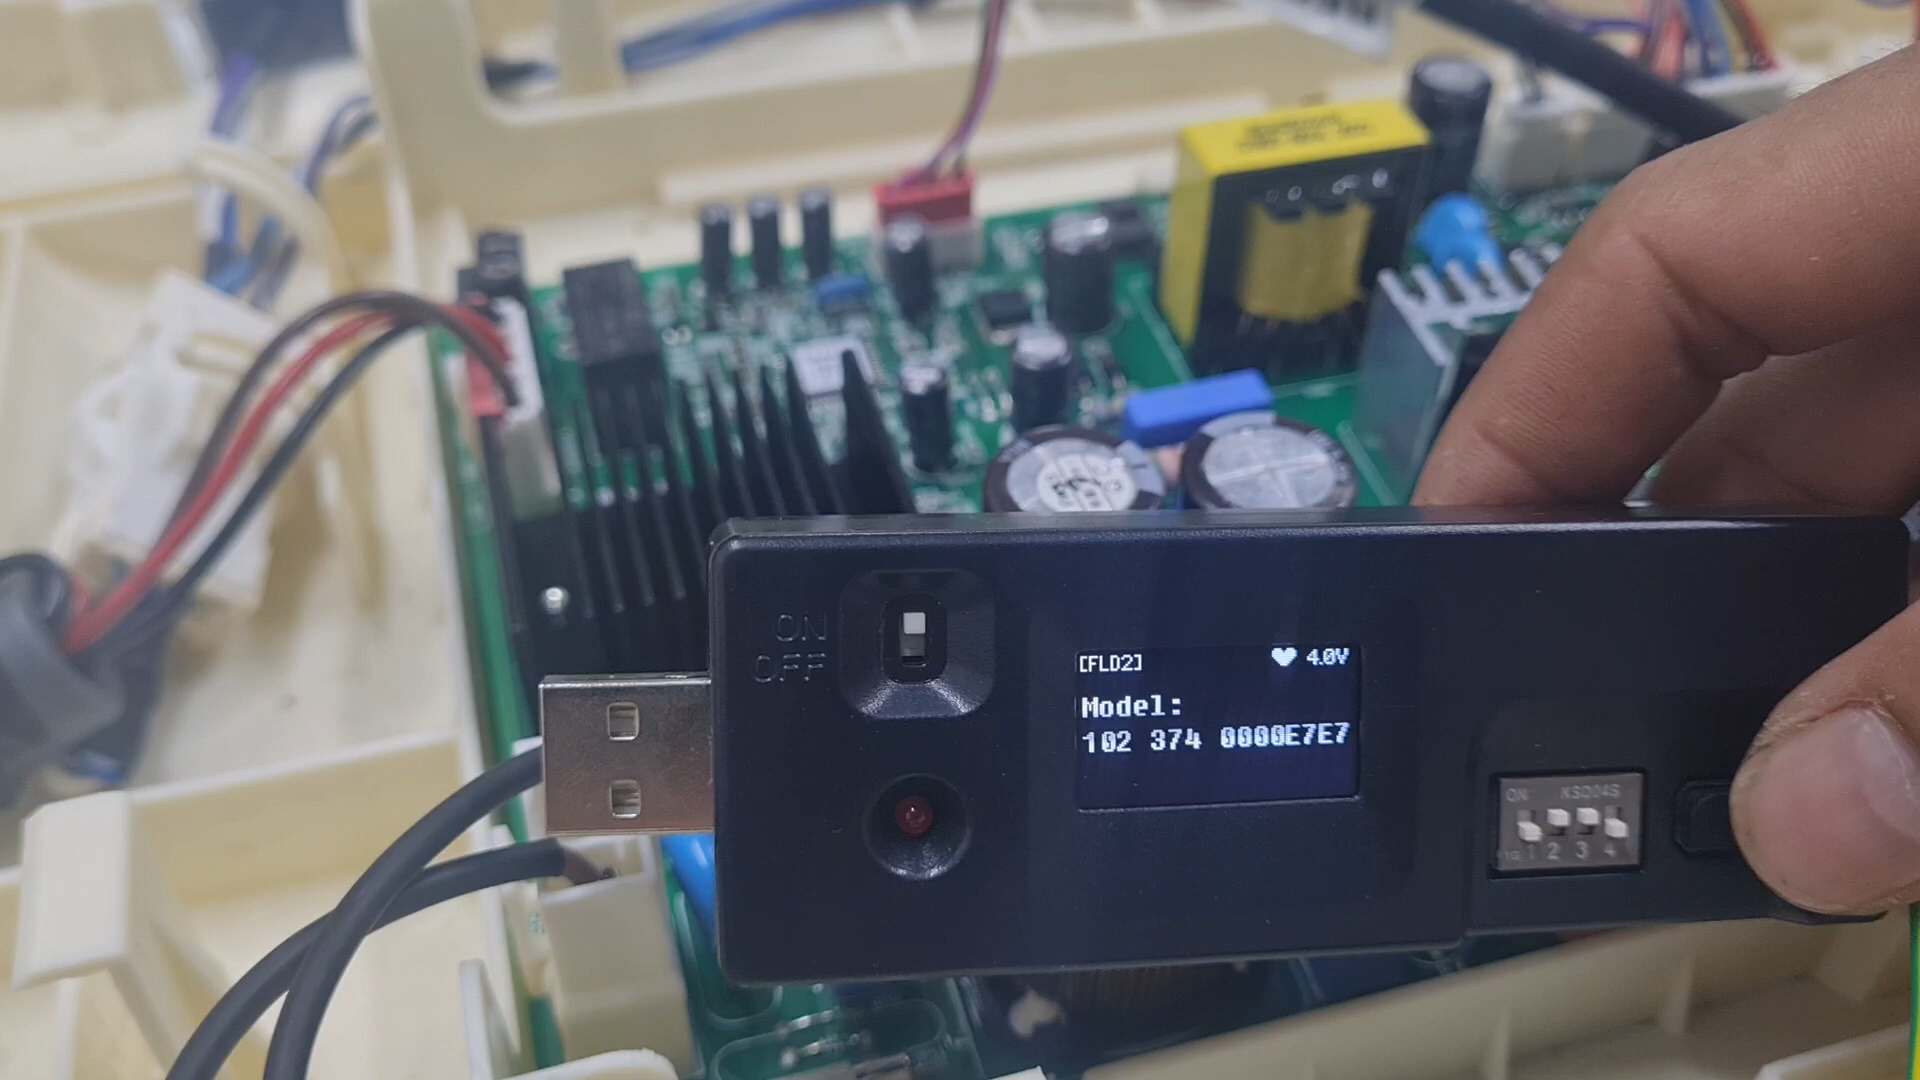 ON
OFF
[FLD2] 4.0V
Model:
102 374 0000E7E7
ON KSD04S
1 2 3 4